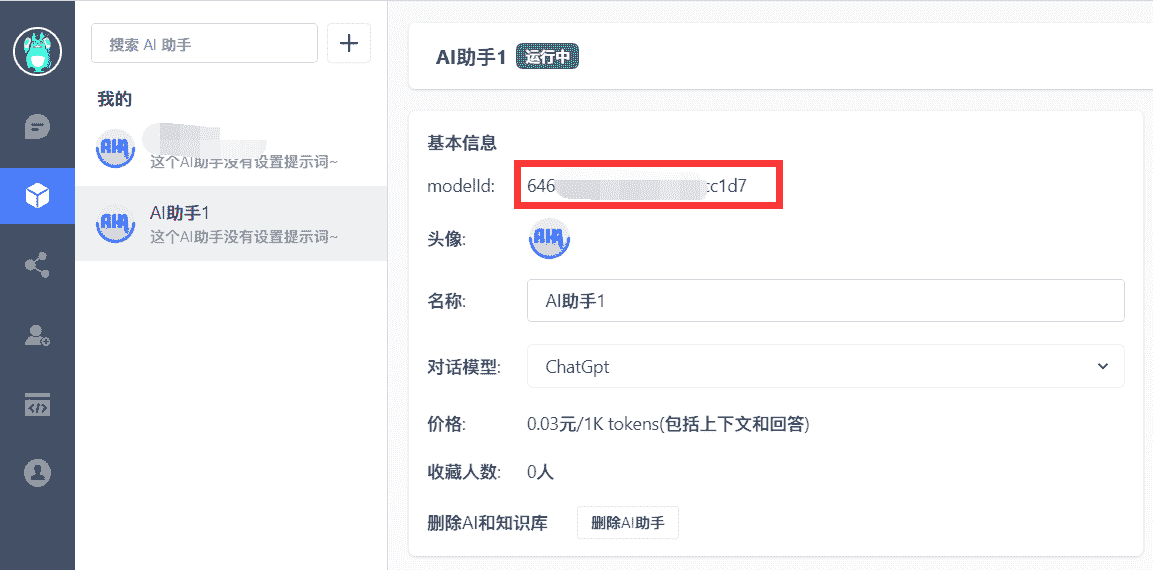 搜索 AI 助手
我的
这个AI助手没有设置提示词~
AI助手1
这个AI助手没有设置提示词~
AI助手1 运行中
基本信息
modelId: 646 c1d7
头像:
名称: AI助手1
对话模型: ChatGpt
价格: 0.03元/1K tokens(包括上下文和回答)
收藏人数: 0人
删除AI和知识库 删除AI助手